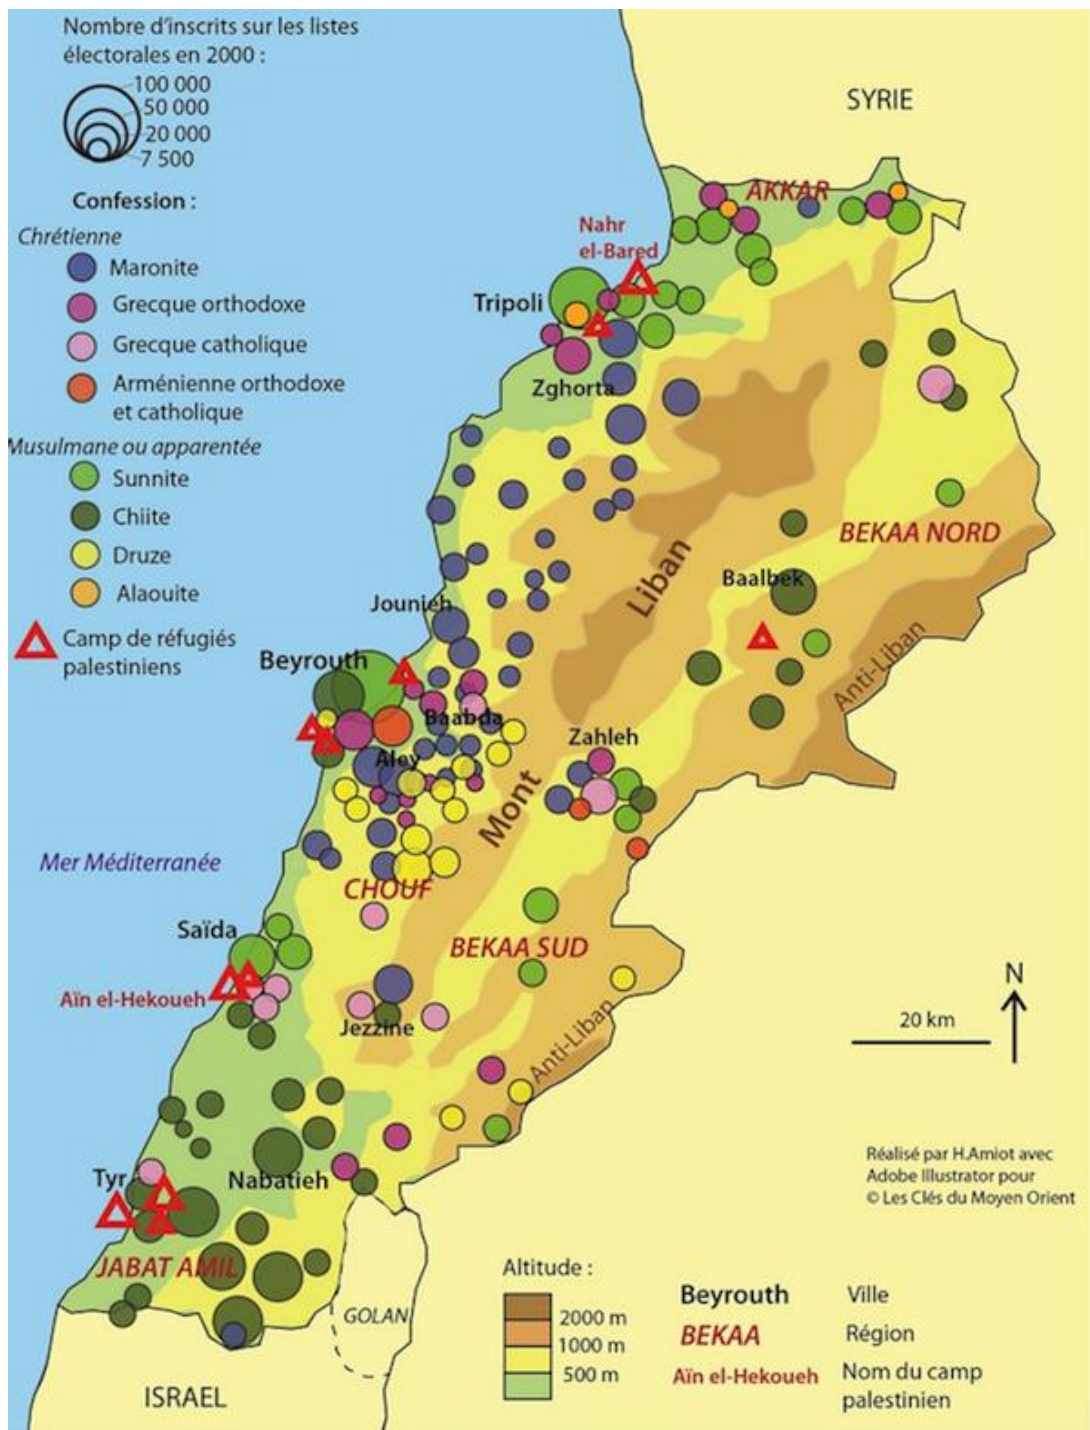 Nombre d'inscrits sur les listes
électorales en 2000 :
100 000
50 000
20 000
7 500
Confession :
Chrétienne
Maronite
Grecque orthodoxe
Grecque catholique
Arménienne orthodoxe
et catholique
Musulmane ou apparentée
Sunnite
Chiite
Druze
Alaouite
Camp de réfugiés
palestiniens
SYRIE
AKKAR
Nahr
el-Bared
Tripoli
Zghorta
BEKAA NORD
Liban
Baalbek
Jounieh
Anti-Liban
Beyrouth
Baabda
Zahleh
Aley
Mont
Mer Méditerranée
CHOUF
Saïda
BEKAA SUD
Aïn el-Hekoueh
Jezzine
Anti-Liban
N
20 km
Tyr
Nabatieh
Réalisé par H.Amiot avec
Adobe Illustrator pour
© Les Clés du Moyen Orient
JABAT AMIL
GOLAN
ISRAEL
Altitude :
2000 m
1000 m
500 m
Beyrouth Ville
BEKAA Région
Aïn el-Hekoueh Nom du camp
palestinien